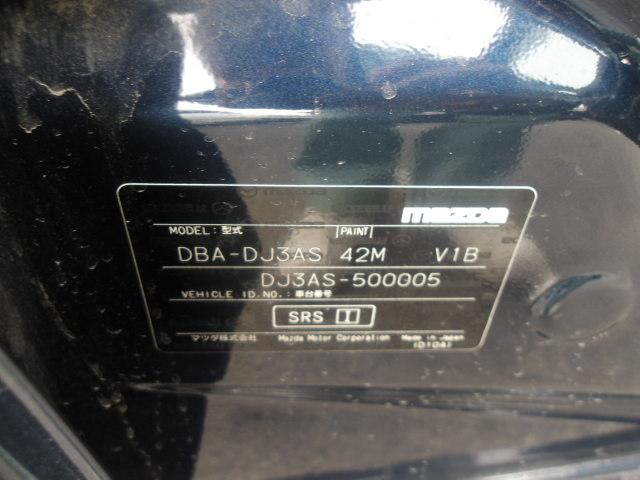 mazda
MODEL: 型式 PAINT
DBA-DJ3AS 42M V1B
DJ3AS-500005
VEHICLE ID.NO.: 車台番号
SRS I
マツダ株式会社 Mazda Motor Corporation Made in Japan